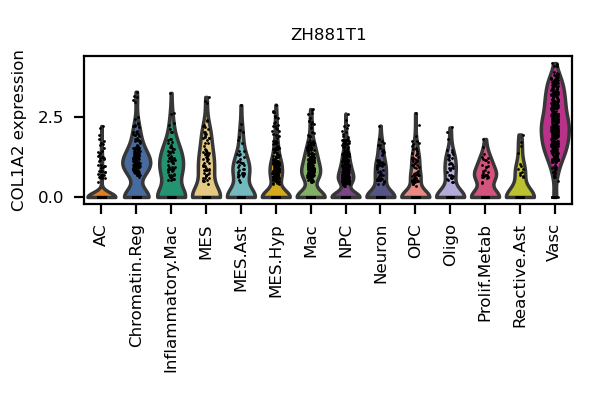 ZH881T1
COL1A2 expression
2.5
0.0
AC
Chromatin.Reg
Inflammatory.Mac
MES
MES.Ast
MES.Hyp
Mac
NPC
Neuron
OPC
Oligo
Prolif.Metab
Reactive.Ast
Vasc